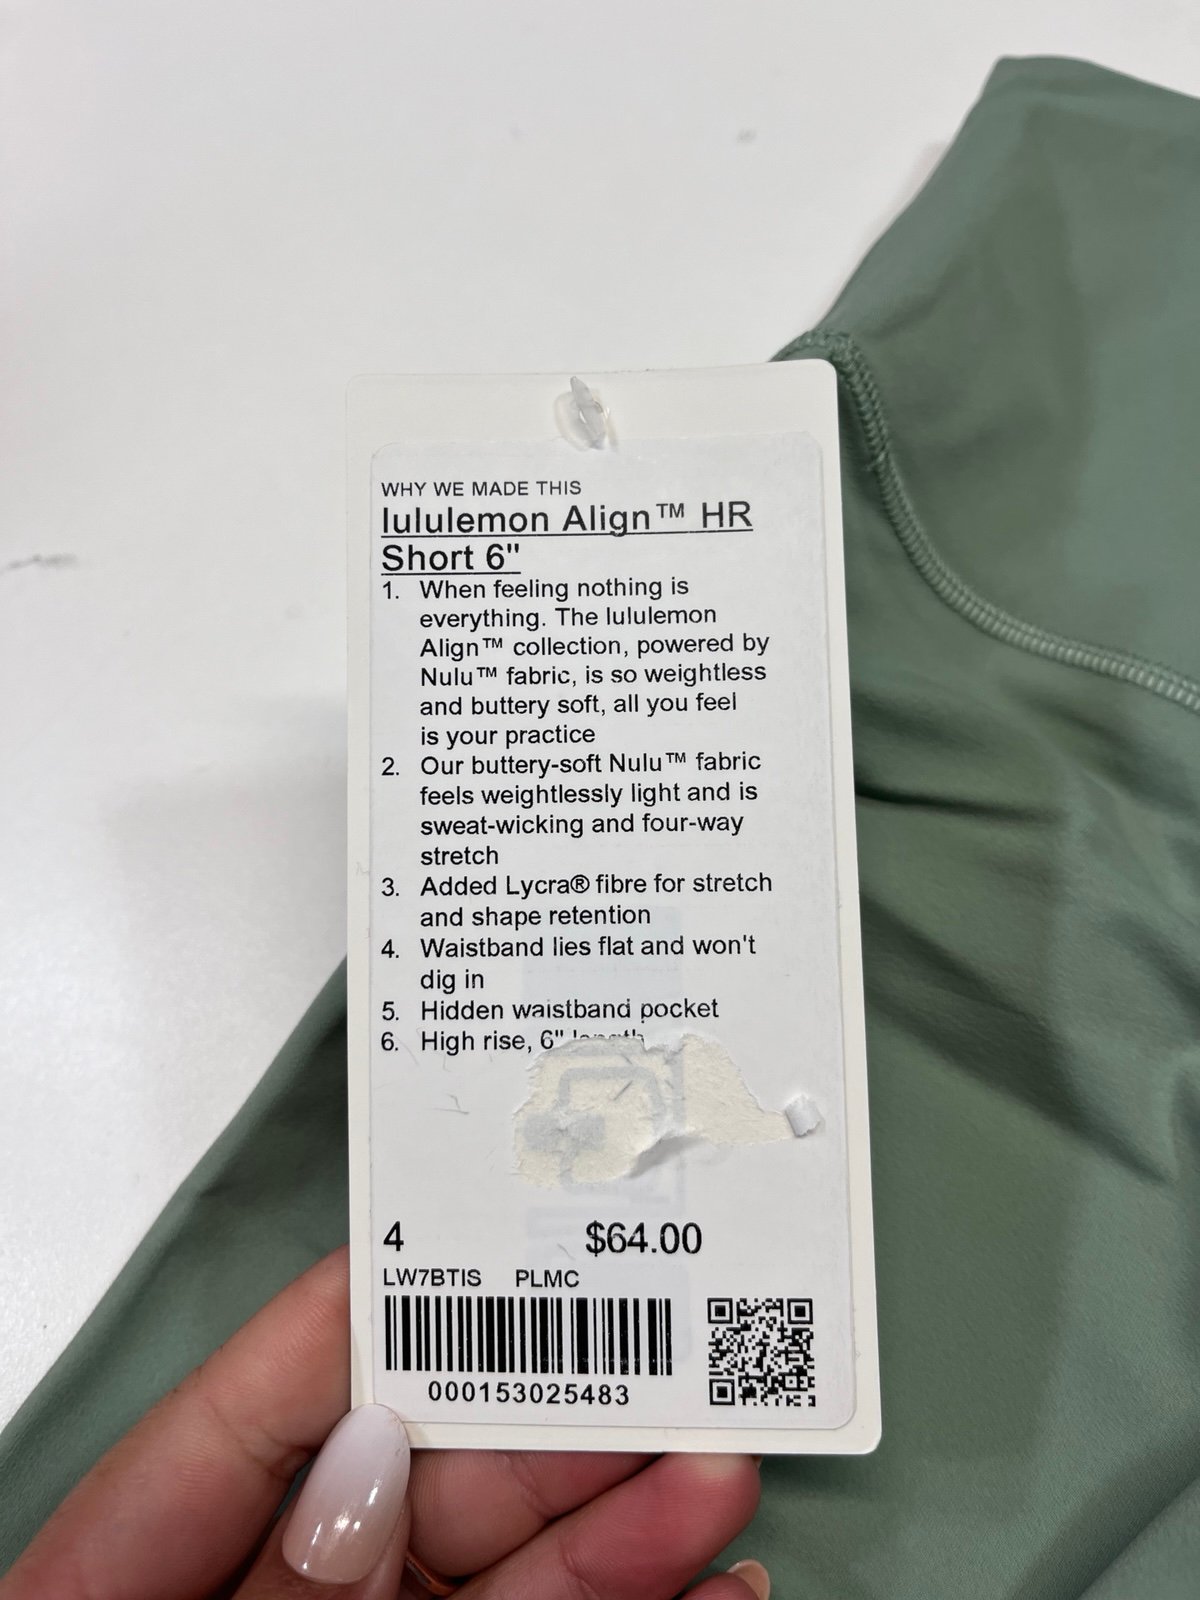 WHY WE MADE THIS
lululemon Align™ HR
Short 6"
1. When feeling nothing is
everything. The lululemon
Align™ collection, powered by
Nulu™ fabric, is so weightless
and buttery soft, all you feel
is your practice
2. Our buttery-soft Nulu™ fabric
feels weightlessly light and is
sweat-wicking and four-way
stretch
3. Added Lycra® fibre for stretch
and shape retention
4. Waistband lies flat and won't
dig in
5. Hidden waistband pocket
6. High rise, 6" length
4 $64.00
LW7BTIS PLMC
000153025483